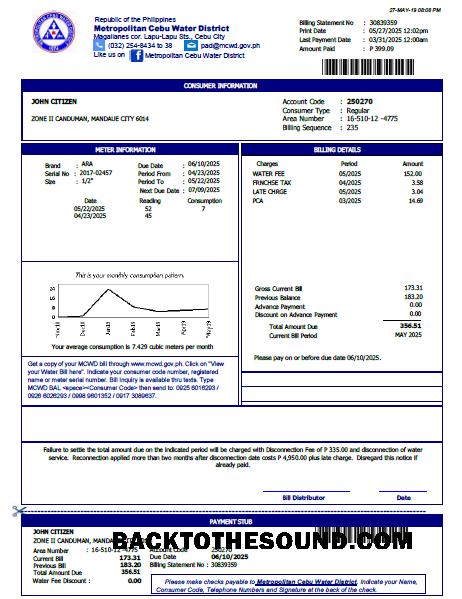 27-MAY-19 08:08 PM
Republic of the Philippines
Metropolitan Cebu Water District
Magallanes cor. Lapu-Lapu Sts., Cebu City
(032) 254-8434 to 38 pad@mcwd.gov.ph
Like us on f Metropolitan Cebu Water District
Billing Statement No : 30839359
Print Date : 05/27/2025 12:02pm
Last Payment Date : 03/31/2025 12:00am
Amount Paid : P 399.09
CONSUMER INFORMATION
JOHN CITIZEN
ZONE II CANDUMAN, MANDAUE CITY 6014
Account Code : 250270
Consumer Type : Regular
Area Number : 16-510-12 -4775
Billing Sequence : 235
METER INFORMATION
Brand : ARA
Serial No : 2017-02457
Size : 1/2"
Due Date : 06/10/2025
Period From : 04/23/2025
Period To : 05/22/2025
Next Due Date : 07/09/2025
Date Reading Consumption
05/22/2025 52 7
04/23/2025 45
BILLING DETAILS
Charges Period Amount
WATER FEE 05/2025 152.00
FRNCHSE TAX 04/2025 3.58
LATE CHRGE 05/2025 3.04
PCA 03/2025 14.69
This is your monthly consumption pattern.
24
16
8
0
Nov18 Dec18 Jan19 Feb19 Mar19 Apr19 May19
Your average consumption is 7.429 cubic meters per month
Gross Current Bill 173.31
Previous Balance 183.20
Advance Payment 0.00
Discount on Advance Payment 0.00
Total Amount Due 356.51
Current Bill Period MAY 2025
Please pay on or before due date 06/10/2025.
Get a copy of your MCWD bill through www.mcwd.gov.ph. Click on "View
your Water Bill here". Indicate your consumer code number, registered
name or meter serial number. Bill inquiry is available thru texts. Type
MCWD BAL <space><Consumer Code> then send to: 0925 6016293 /
0926 6026293 / 0998 9601352 / 0917 3089637.
Failure to settle the total amount due on the indicated period will be charged with Disconnection Fee of P 335.00 and disconnection of water
service. Reconnection applied more than two months after disconnection date costs P 4,950.00 plus late charge. Disregard this notice if
already paid.
Bill Distributor Date
PAYMENT STUB
JOHN CITIZEN
ZONE II CANDUMAN, MANDAUE
BACKTOTHESOUND.COM
Area Number : 16-510-12 -4775
Current Bill 173.31
Previous Bill 183.20
Total Amount Due 356.51
Water Fee Discount : 0.00
Account Code 250270
Due Date 06/10/2025
Billing Statement No : 30839359
Please make checks payable to Metropolitan Cebu Water District. Indicate your Name,
Consumer Code, Telephone Numbers and Signature at the back of the check.